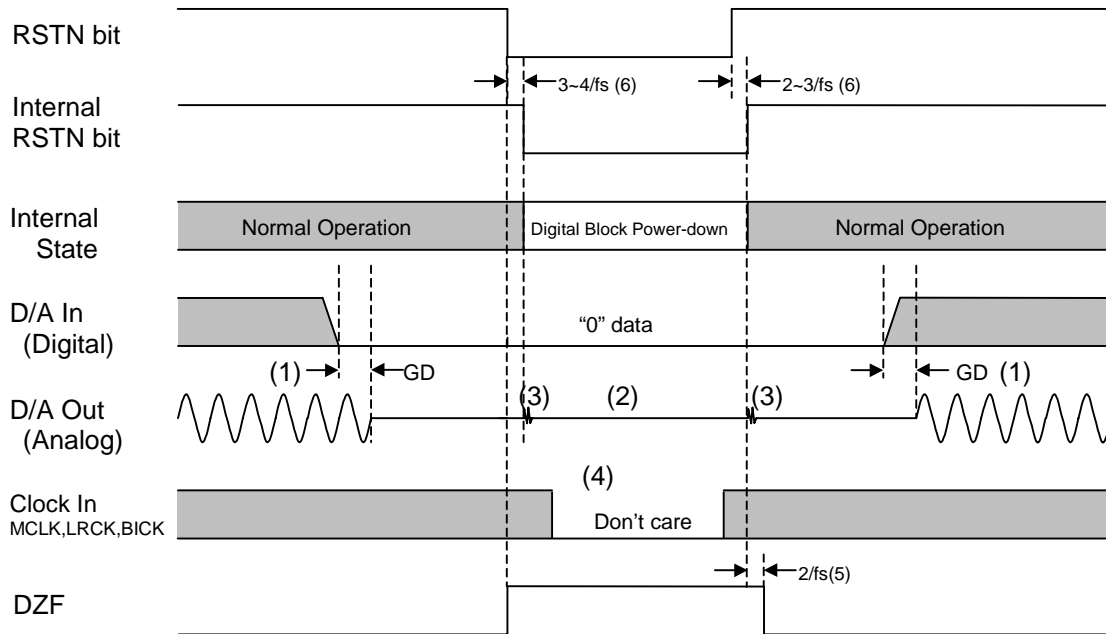 RSTN bit
3~4/fs (6)
2~3/fs (6)
Internal
RSTN bit
Internal
State
Normal Operation
Digital Block Power-down
Normal Operation
D/A In
(Digital)
“0” data
(1)
GD
GD (1)
D/A Out
(Analog)
(3)
(2)
(3)
(4)
Clock In
MCLK,LRCK,BICK
Don’t care
2/fs(5)
DZF